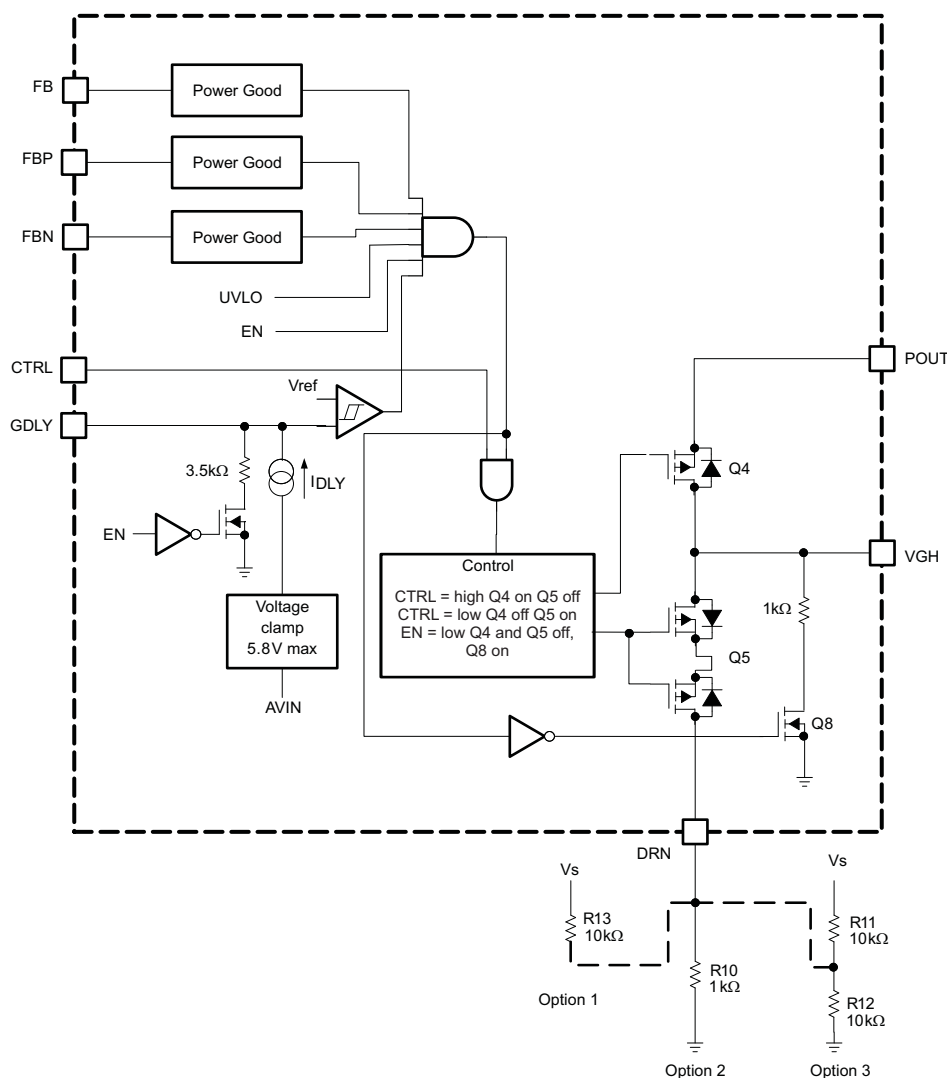 FB
Power Good
FBP
Power Good
FBN
Power Good
UVLO
EN
CTRL
POUT
Vref
GDLY
3.5kΩ
IDLY
Q4
EN
VGH
Control
CTRL = high Q4 on Q5 off
CTRL = low Q4 off Q5 on
EN = low Q4 and Q5 off,
Q8 on
Voltage
clamp
5.8V max
1kΩ
Q5
AVIN
Q8
DRN
Vs
Vs
R13
10kΩ
R11
10kΩ
R10
1kΩ
Option 1
R12
10kΩ
Option 2
Option 3